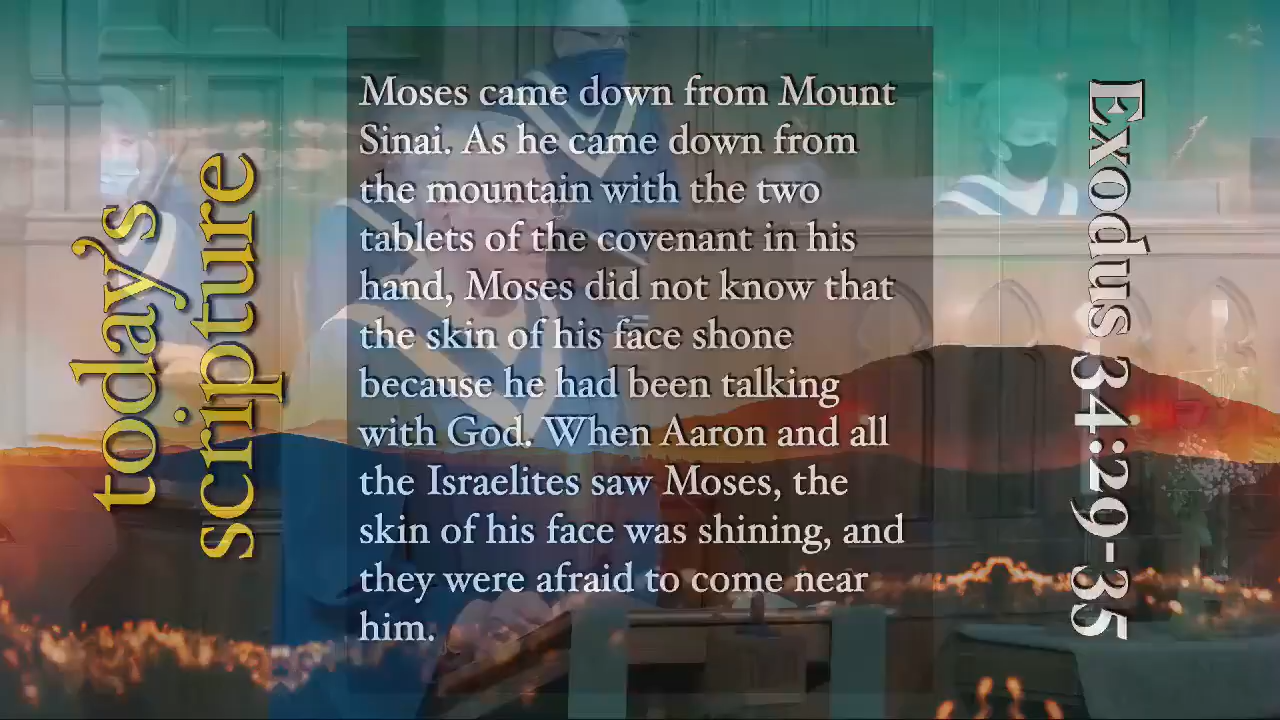 today's
scripture
Moses came down from Mount
Sinai. As he came down from
the mountain with the two
tablets of the covenant in his
hand, Moses did not know that
the skin of his face shone
because he had been talking
with God. When Aaron and all
the Israelites saw Moses, the
skin of his face was shining, and
they were afraid to come near
him.
Exodus 34:29-35